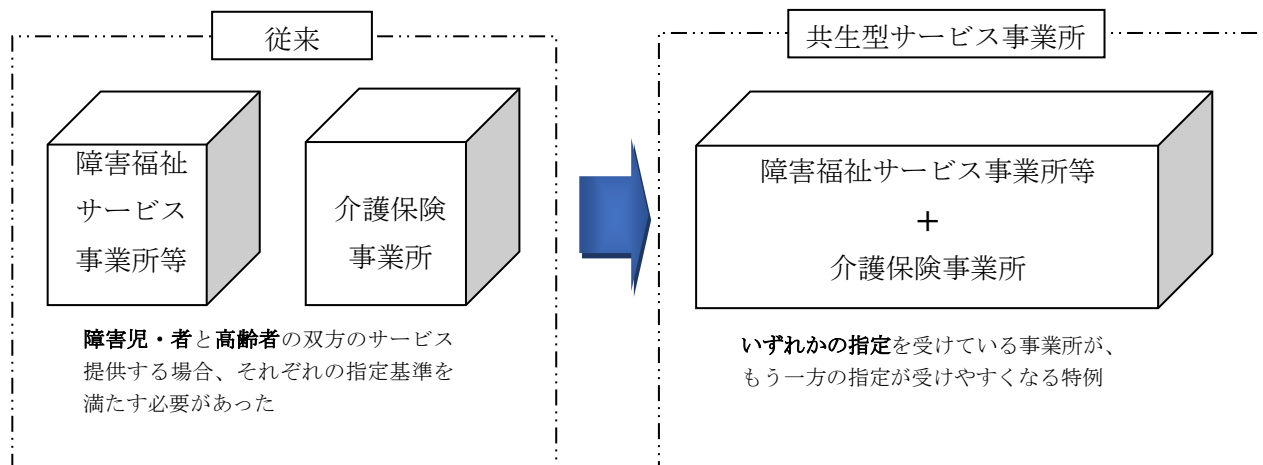 従来
障害福祉
サービス
事業所等
介護保険
事業所
障害児・者と高齢者の双方のサービス
提供する場合、それぞれの指定基準を
満たす必要があった
共生型サービス事業所
障害福祉サービス事業所等
+
介護保険事業所
いずれかの指定を受けている事業所が、
もう一方の指定が受けやすくなる特例